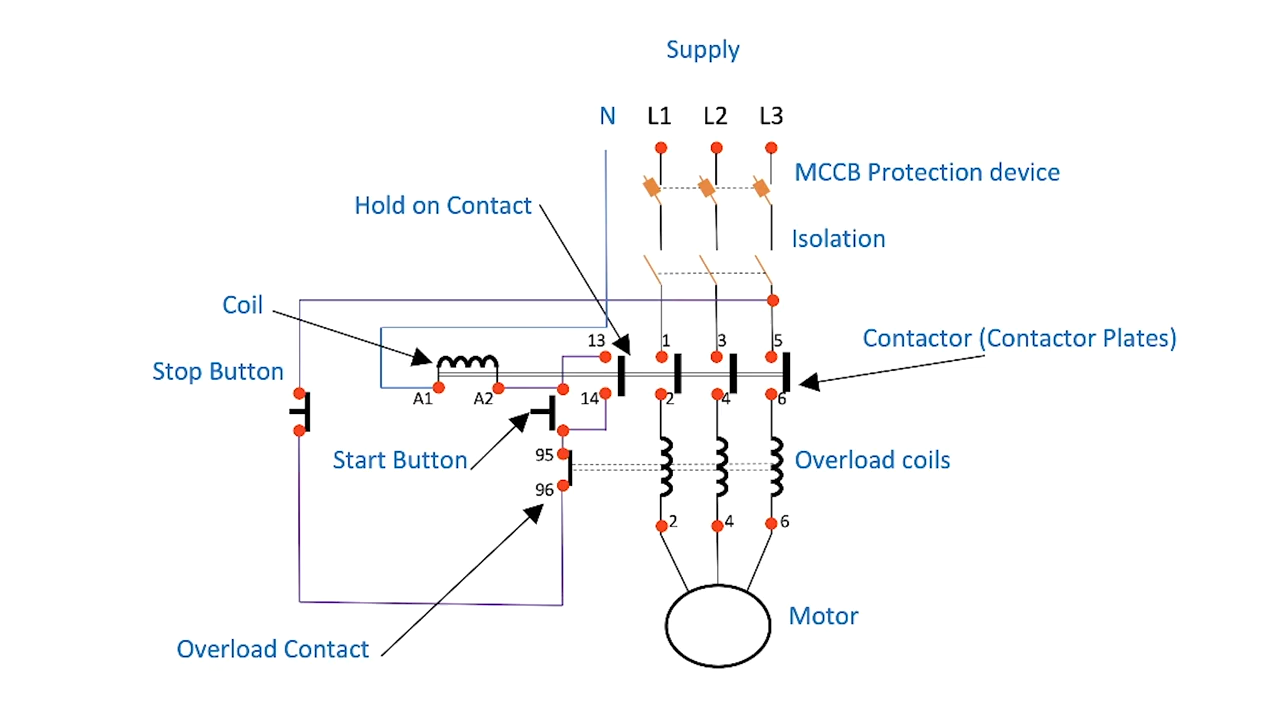 Supply
N L1 L2 L3
MCCB Protection device
Hold on Contact
Isolation
Coil
13 1 3 5
Contactor (Contactor Plates)
Stop Button
A1 A2 14 2 4 6
Start Button
95
Overload coils
96
2 4 6
Motor
Overload Contact